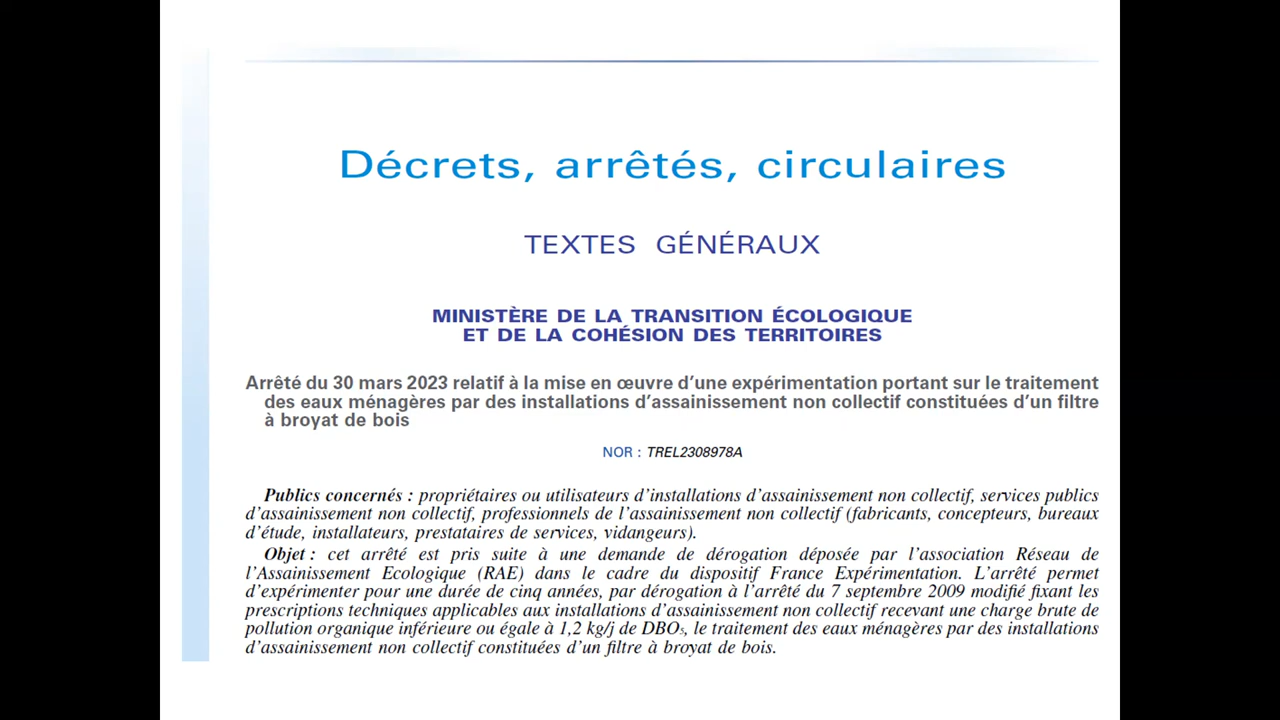 Décrets, arrêtés, circulaires
TEXTES GÉNÉRAUX
MINISTÈRE DE LA TRANSITION ÉCOLOGIQUE
ET DE LA COHÉSION DES TERRITOIRES
Arrêté du 30 mars 2023 relatif à la mise en œuvre d’une expérimentation portant sur le traitement
des eaux ménagères par des installations d’assainissement non collectif constituées d’un filtre
à broyat de bois
NOR : TREL2308978A
Publics concernés : propriétaires ou utilisateurs d’installations d’assainissement non collectif, services publics
d’assainissement non collectif, professionnels de l’assainissement non collectif (fabricants, concepteurs, bureaux
d’étude, installateurs, prestataires de services, vidangeurs).
Objet : cet arrêté est pris suite à une demande de dérogation déposée par l’association Réseau de
l’Assainissement Ecologique (RAE) dans le cadre du dispositif France Expérimentation. L’arrêté permet
d’expérimenter pour une durée de cinq années, par dérogation à l’arrêté du 7 septembre 2009 modifié fixant les
prescriptions techniques applicables aux installations d’assainissement non collectif recevant une charge brute de
pollution organique inférieure ou égale à 1,2 kg/j de DBO5, le traitement des eaux ménagères par des installations
d’assainissement non collectif constituées d’un filtre à broyat de bois.